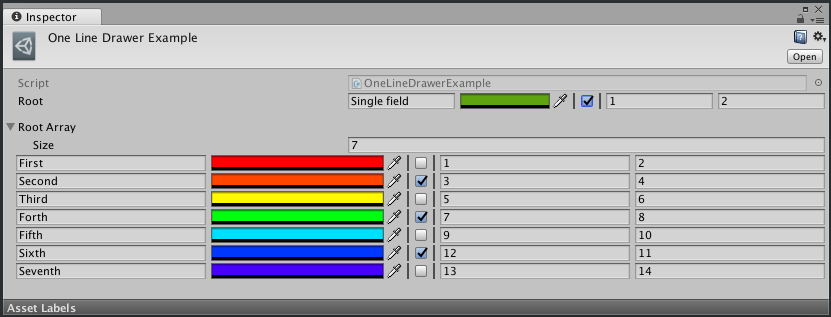 Inspector
One Line Drawer Example
Open
Script OneLineDrawerExample
Root Single field 1 2
Root Array
Size 7
First 1 2
Second 3 4
Third 5 6
Forth 7 8
Fifth 9 10
Sixth 12 11
Seventh 13 14
Asset Labels